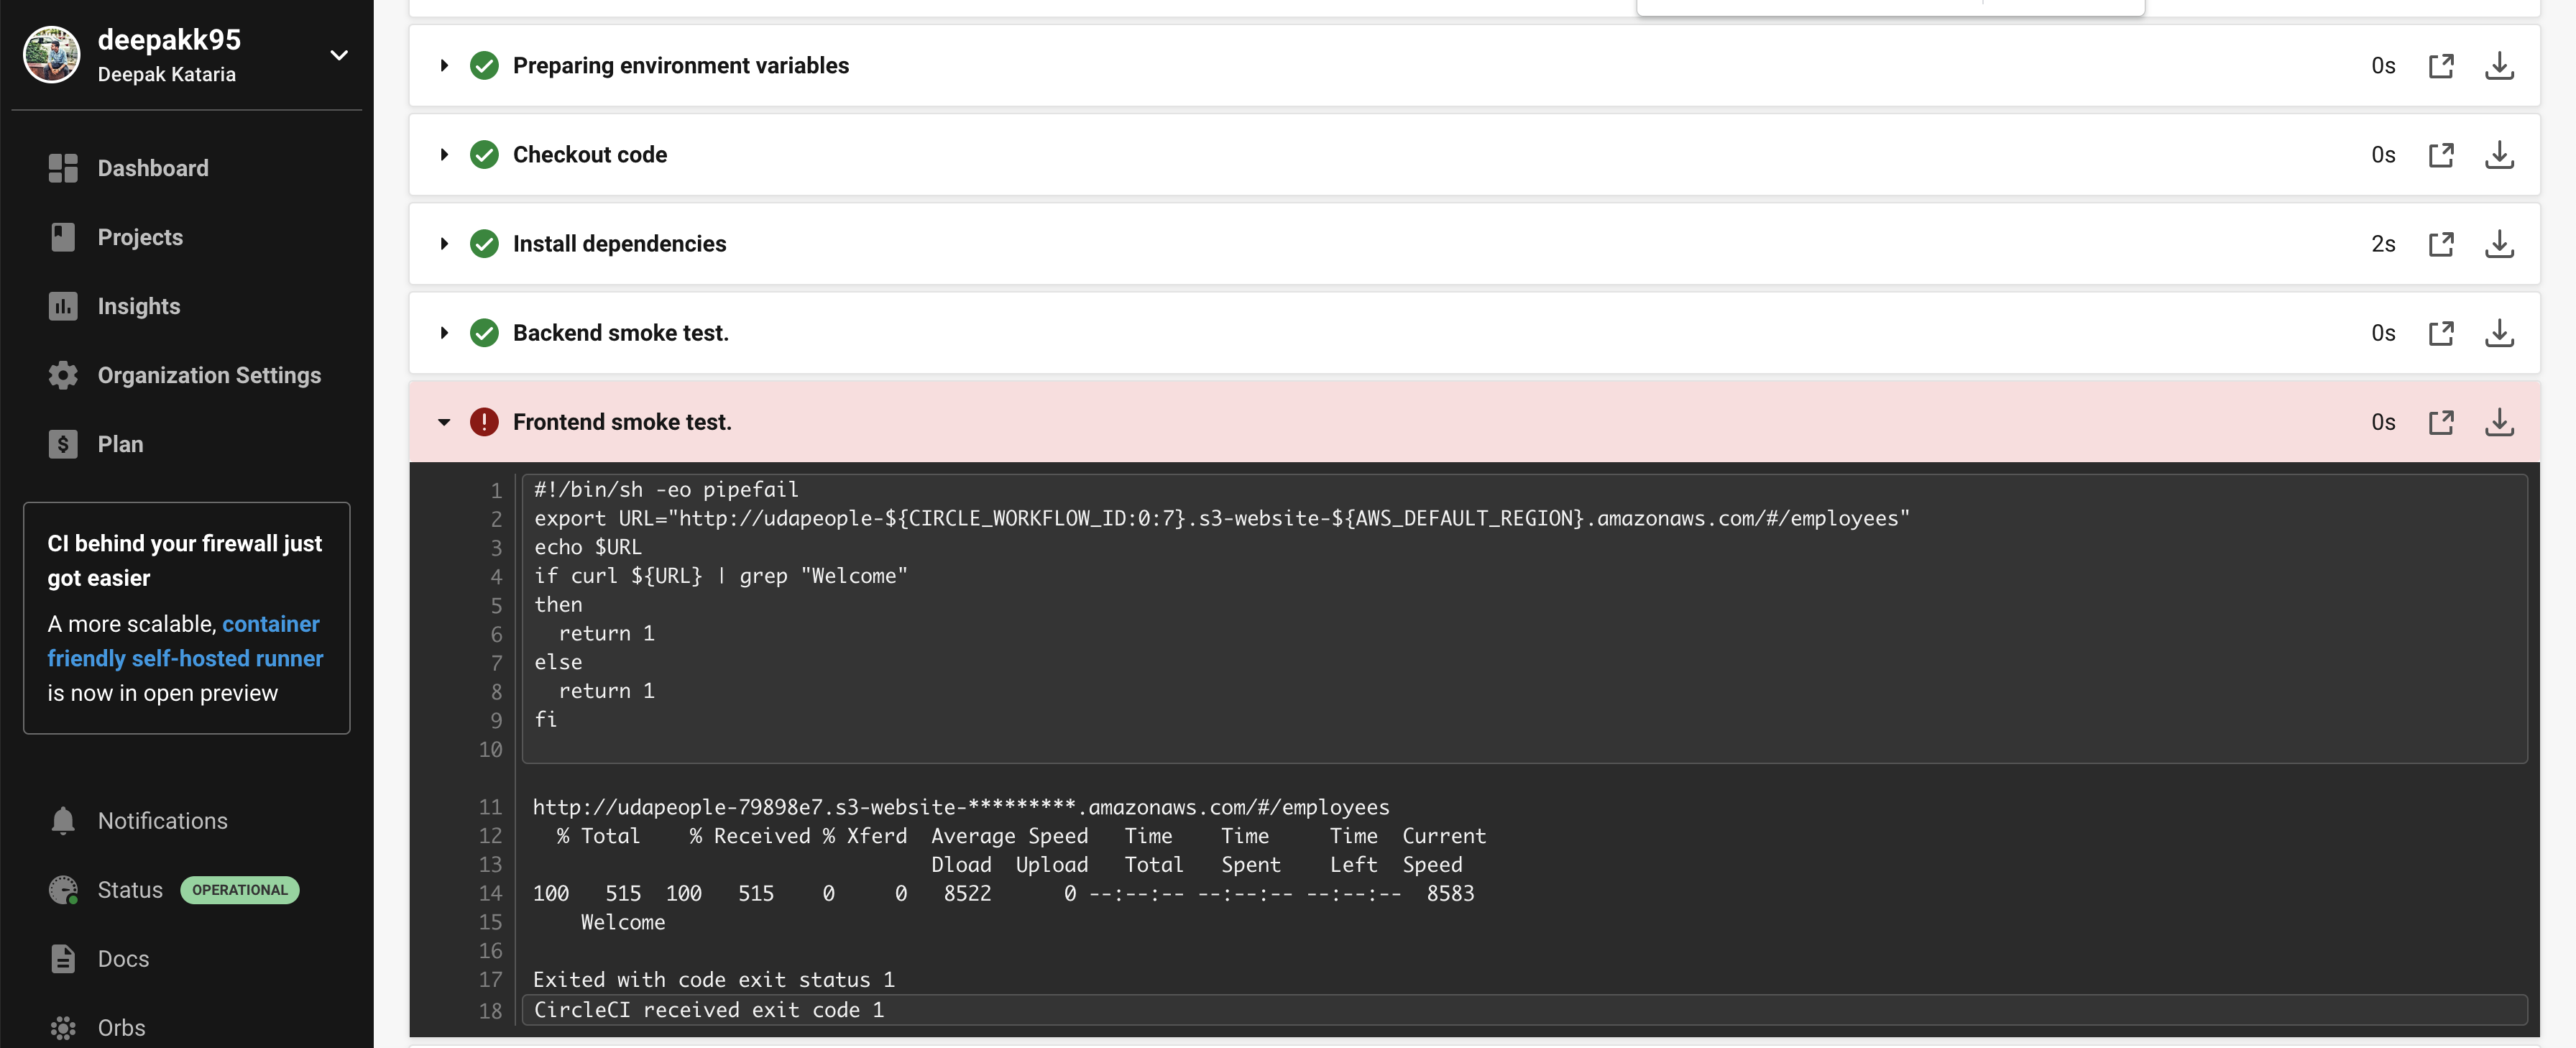 deepakk95
Deepak Kataria
Dashboard
Projects
Insights
Organization Settings
Plan
CI behind your firewall just
got easier
A more scalable, container
friendly self-hosted runner
is now in open preview
Notifications
Status OPERATIONAL
Docs
Orbs
Preparing environment variables 0s
Checkout code 0s
Install dependencies 2s
Backend smoke test. 0s
Frontend smoke test. 0s
1 #!/bin/sh -eo pipefail
2 export URL="http://udapeople-${CIRCLE_WORKFLOW_ID:0:7}.s3-website-${AWS_DEFAULT_REGION}.amazonaws.com/#/employees"
3 echo $URL
4 if curl ${URL} | grep "Welcome"
5 then
6   return 1
7 else
8   return 1
9 fi
10
11 http://udapeople-79898e7.s3-website-*********.amazonaws.com/#/employees
12   % Total    % Received % Xferd  Average Speed   Time    Time     Time  Current
13                                  Dload  Upload   Total   Spent    Left  Speed
14 100   515  100   515    0     0   8522      0 --:--:-- --:--:-- --:--:--  8583
15     Welcome
16
17 Exited with code exit status 1
18 CircleCI received exit code 1